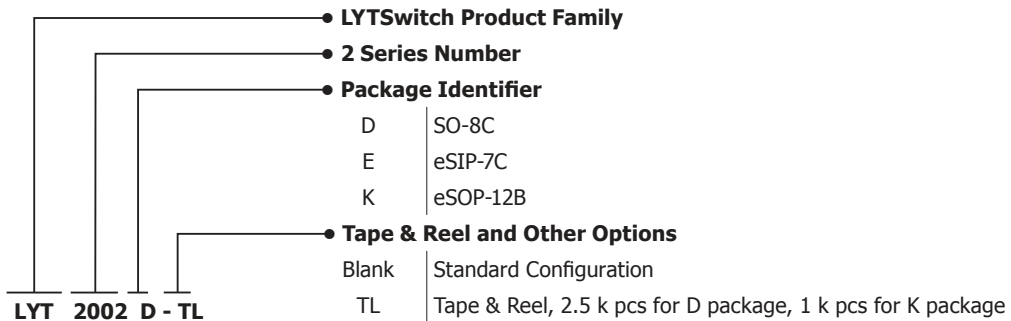 LYTSwitch Product Family
2 Series Number
Package Identifier
D SO-8C
E eSIP-7C
K eSOP-12B
Tape & Reel and Other Options
Blank Standard Configuration
TL Tape & Reel, 2.5 k pcs for D package, 1 k pcs for K package
LYT 2002 D - TL